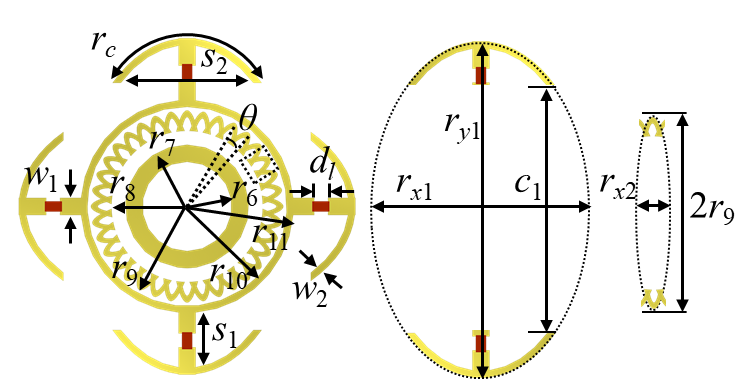 r_c
s_2
θ
r_7
d_l
w_1
r_8
r_6
r_11
r_9
r_10
w_2
s_1
r_y1
r_x1
c_1
r_x2
2r_9